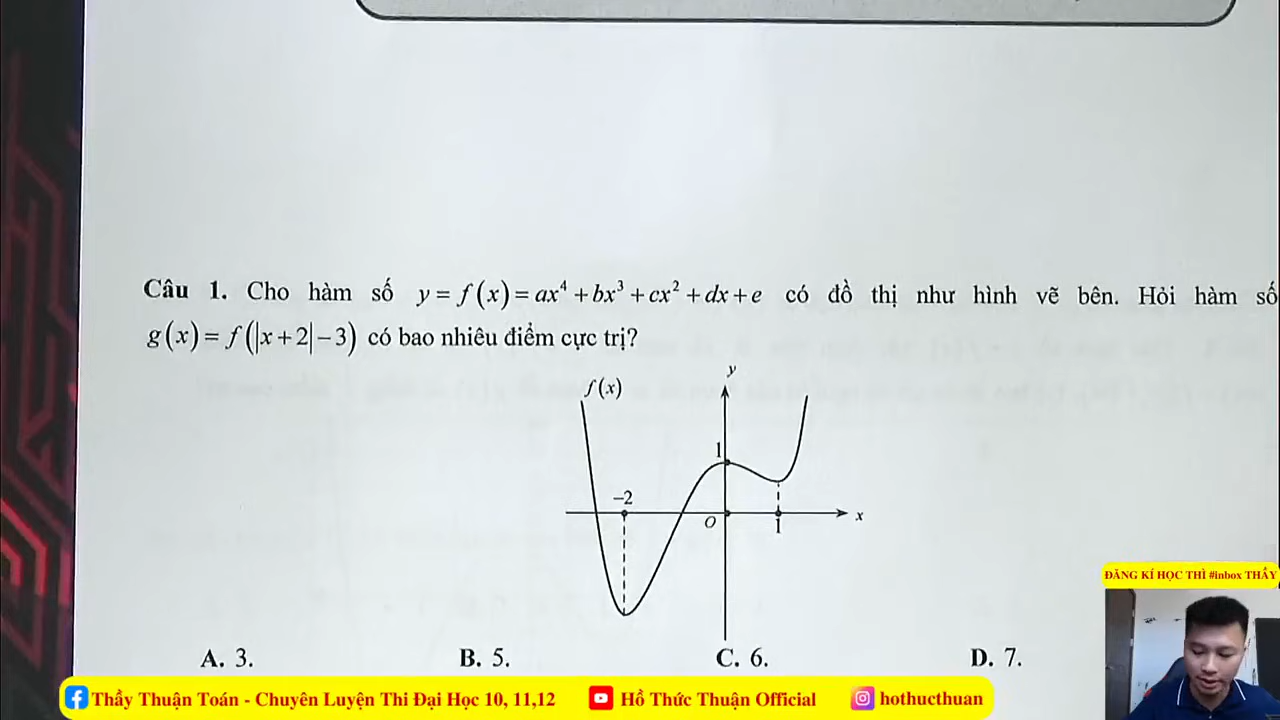 Câu 1. Cho hàm số y = f(x) = ax⁴ + bx³ + cx² + dx + e có đồ thị như hình vẽ bên. Hỏi hàm số
g(x) = f(|x+2|−3) có bao nhiêu điểm cực trị?
f(x)
y
1
−2
O
1
x
A. 3. B. 5. C. 6. D. 7.
ĐĂNG KÍ HỌC THÌ #inbox THẦY
Thầy Thuận Toán - Chuyên Luyện Thi Đại Học 10, 11,12
Hồ Thức Thuận Official
hothucthuan